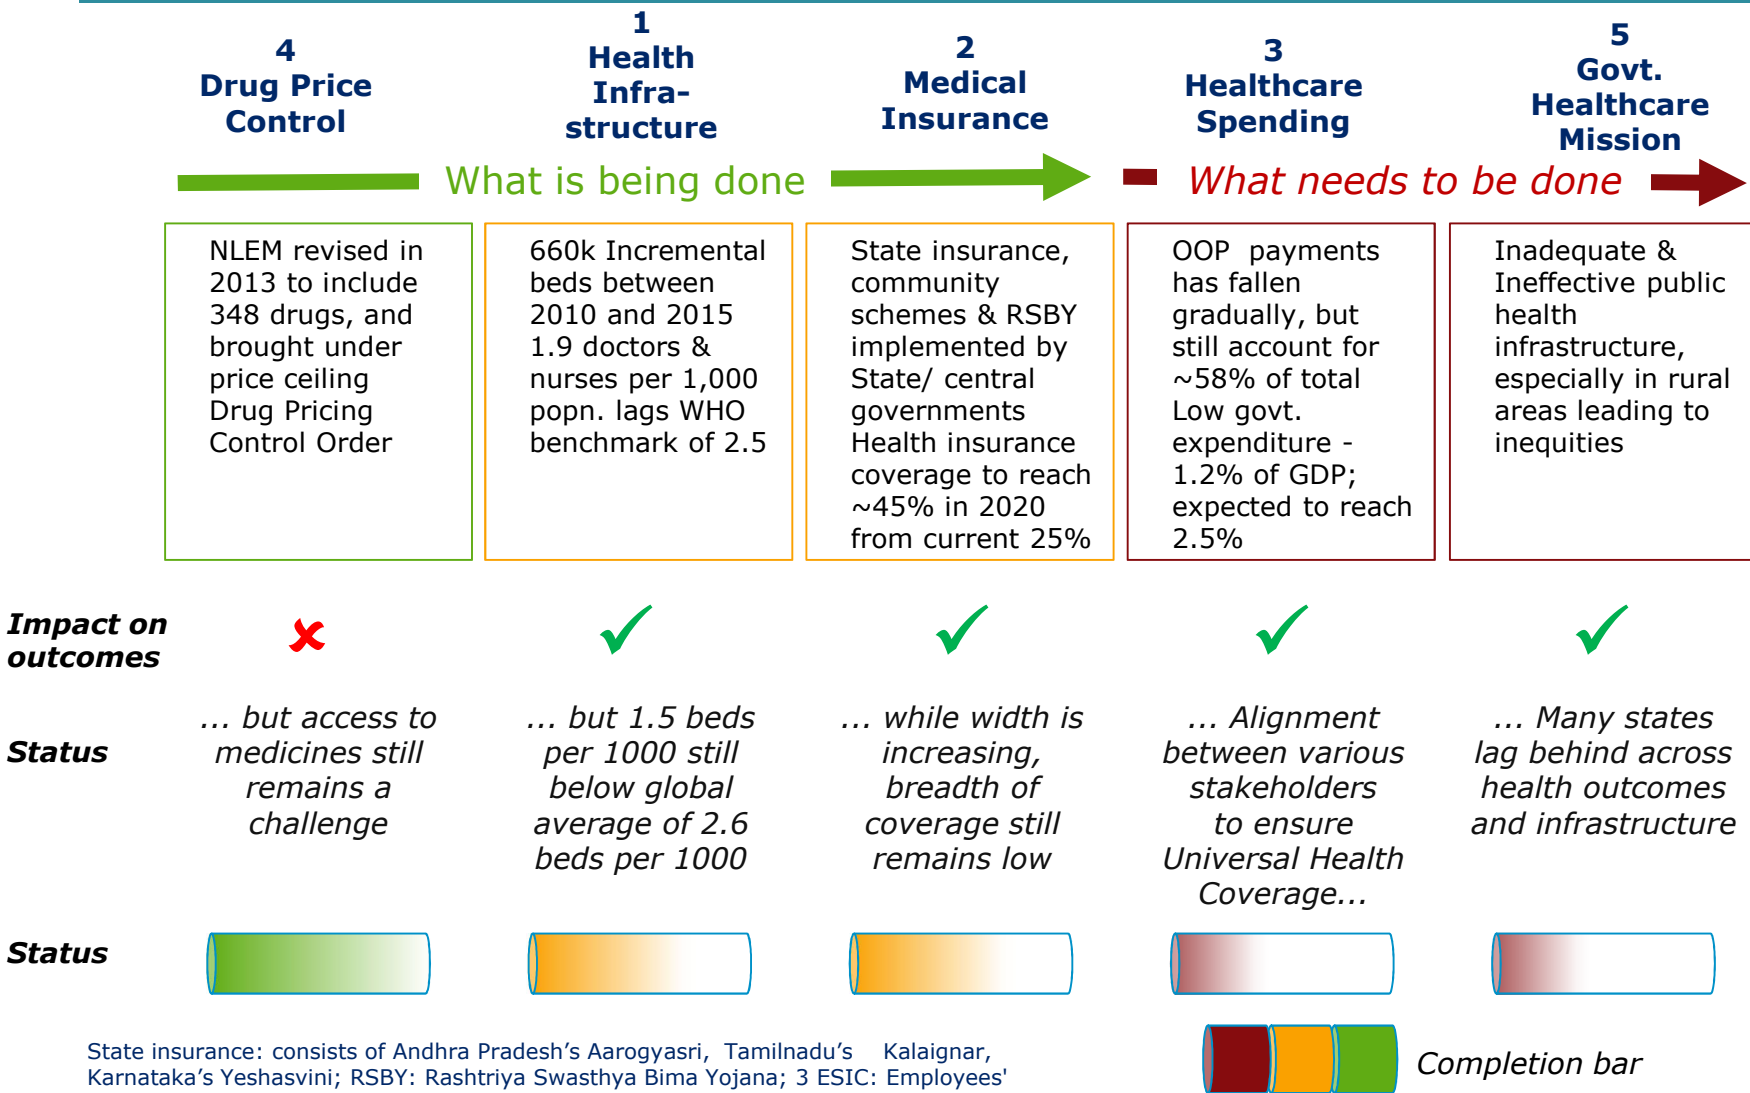 4
Drug Price
Control
1
Health
Infra-
structure
2
Medical
Insurance
3
Healthcare
Spending
5
Govt.
Healthcare
Mission
What is being done
What needs to be done
NLEM revised in
2013 to include
348 drugs, and
brought under
price ceiling
Drug Pricing
Control Order
660k Incremental
beds between
2010 and 2015
1.9 doctors &
nurses per 1,000
popn. lags WHO
benchmark of 2.5
State insurance,
community
schemes & RSBY
implemented by
State/ central
governments
Health insurance
coverage to reach
~45% in 2020
from current 25%
OOP payments
has fallen
gradually, but
still account for
~58% of total
Low govt.
expenditure -
1.2% of GDP;
expected to reach
2.5%
Inadequate &
Ineffective public
health
infrastructure,
especially in rural
areas leading to
inequities
Impact on
outcomes
Status
... but access to
medicines still
remains a
challenge
... but 1.5 beds
per 1000 still
below global
average of 2.6
beds per 1000
... while width is
increasing,
breadth of
coverage still
remains low
... Alignment
between various
stakeholders
to ensure
Universal Health
Coverage...
... Many states
lag behind across
health outcomes
and infrastructure
Status
State insurance: consists of Andhra Pradesh's Aarogyasri, Tamilnadu's Kalaignar,
Karnataka's Yeshasvini; RSBY: Rashtriya Swasthya Bima Yojana; 3 ESIC: Employees'
Completion bar